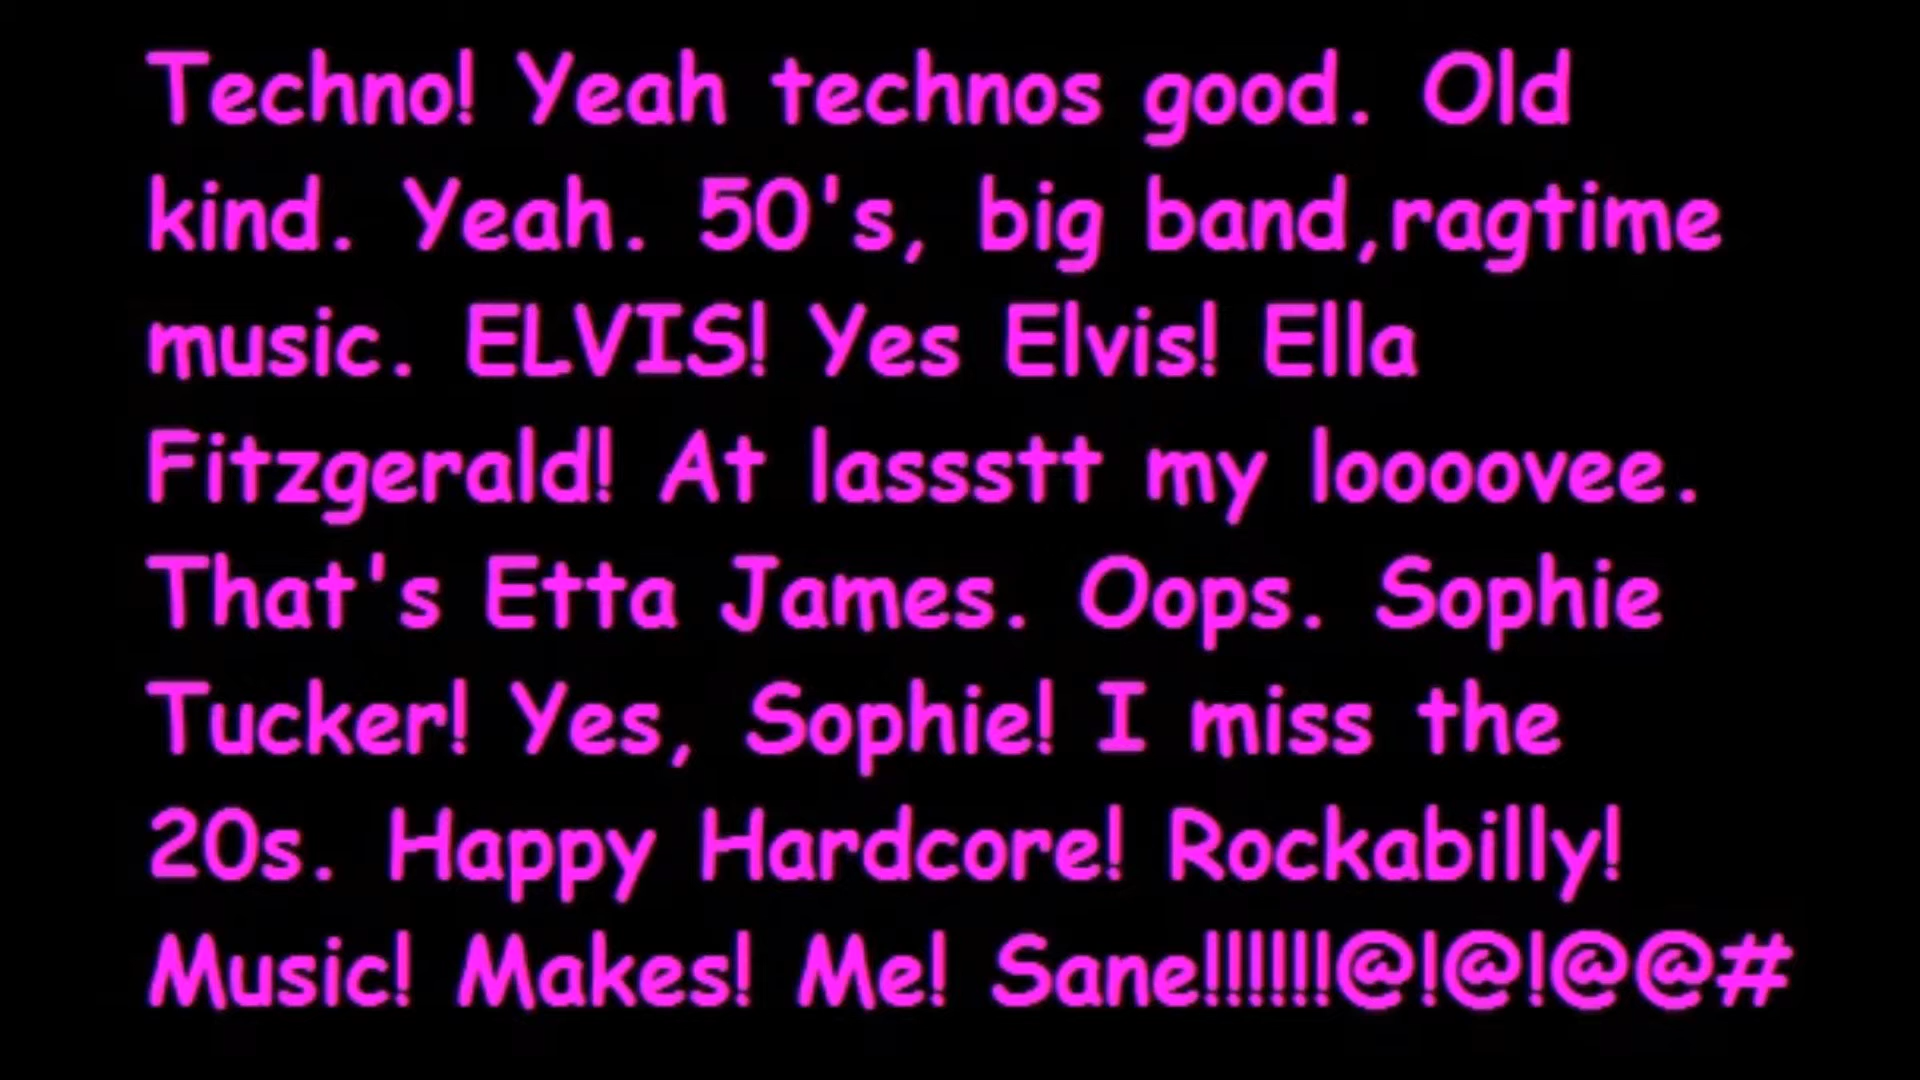 Techno! Yeah technos good. Old
kind. Yeah. 50's, big band,ragtime
music. ELVIS! Yes Elvis! Ella
Fitzgerald! At lassstt my loooovee.
That's Etta James. Oops. Sophie
Tucker! Yes, Sophie! I miss the
20s. Happy Hardcore! Rockabilly!
Music! Makes! Me! Sane!!!!!!@!@!@@#